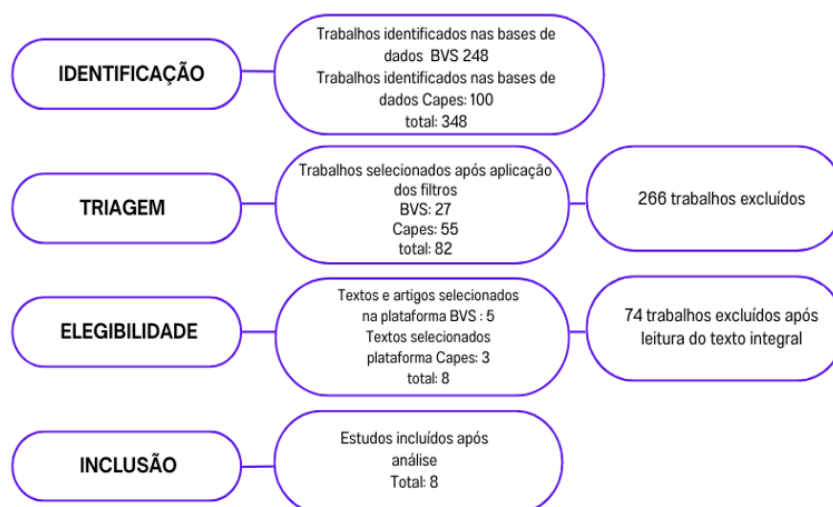 IDENTIFICAÇÃO
Trabalhos identificados nas bases de
dados BVS 248
Trabalhos identificados nas bases de
dados Capes: 100
total: 348
TRIAGEM
Trabalhos selecionados após aplicação
dos filtros
BVS: 27
Capes: 55
total: 82
266 trabalhos excluídos
ELEGIBILIDADE
Textos e artigos selecionados
na plataforma BVS : 5
Textos selecionados
plataforma Capes: 3
total: 8
74 trabalhos excluídos após
leitura do texto integral
INCLUSÃO
Estudos incluídos após
análise
Total: 8